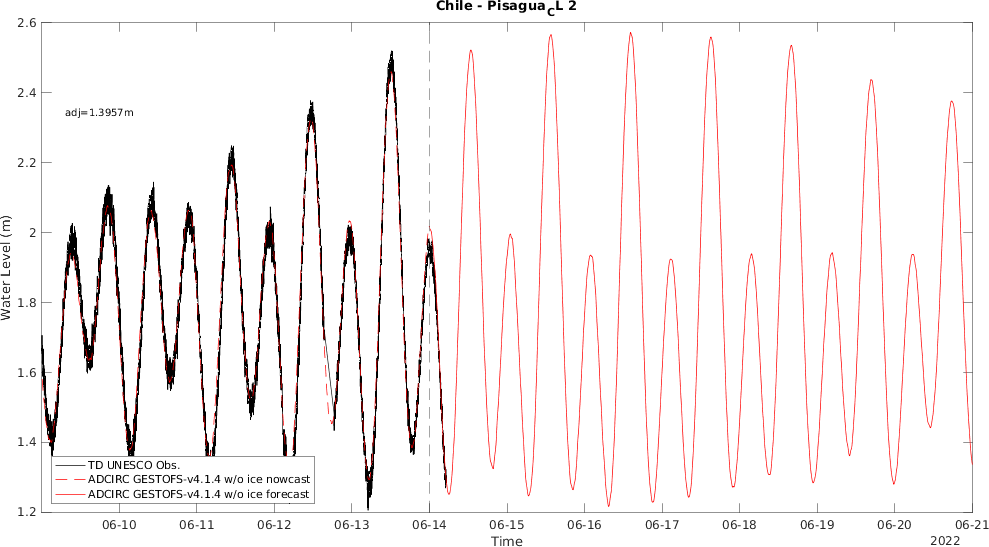 Chile - Pisagua_CL 2
2.6
2.4
adj=1.3957m
2.2
2
Water Level (m)
1.8
1.6
1.4
TD UNESCO Obs.
ADCIRC GESTOFS-v4.1.4 w/o ice nowcast
ADCIRC GESTOFS-v4.1.4 w/o ice forecast
1.2
06-10 06-11 06-12 06-13 06-14 06-15 06-16 06-17 06-18 06-19 06-20 06-21
Time
2022